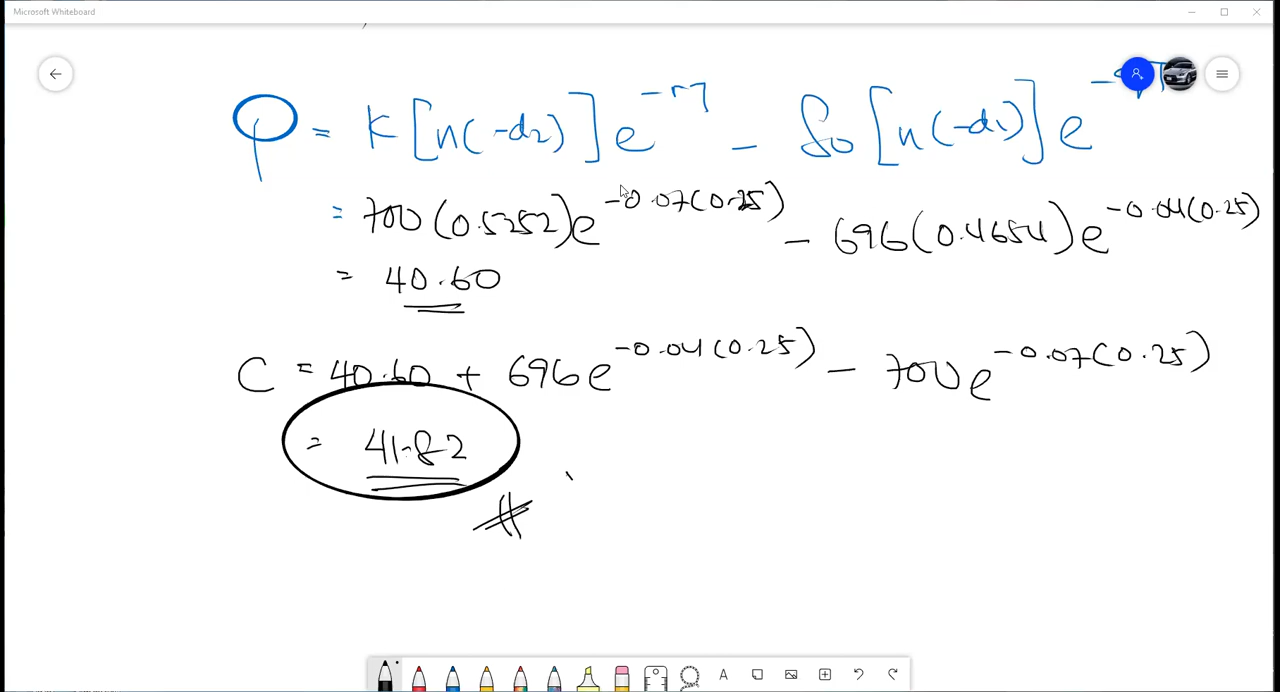 Microsoft Whiteboard
P = K[n(-d2)]e^-rT - S0[n(-d1)]e^-qT
= 700(0.5252)e^-0.07(0.25) - 696(0.4654)e^-0.04(0.25)
= 40.60
C = 40.60 + 696e^-0.04(0.25) - 700e^-0.07(0.25)
= 41.82
#
A